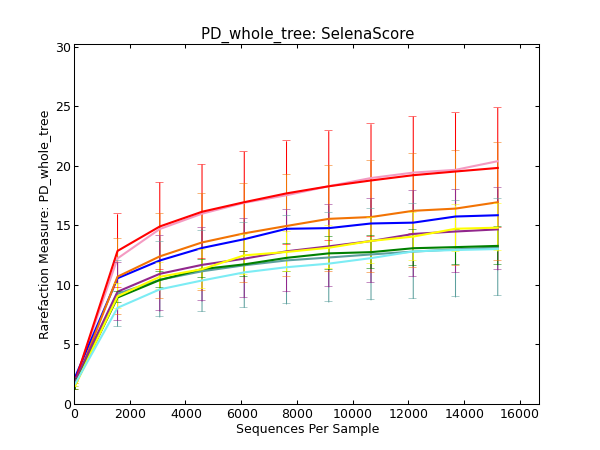 PD_whole_tree: SelenaScore
30
25
20
15
10
5
0
Rarefaction Measure: PD_whole_tree
0 2000 4000 6000 8000 10000 12000 14000 16000
Sequences Per Sample